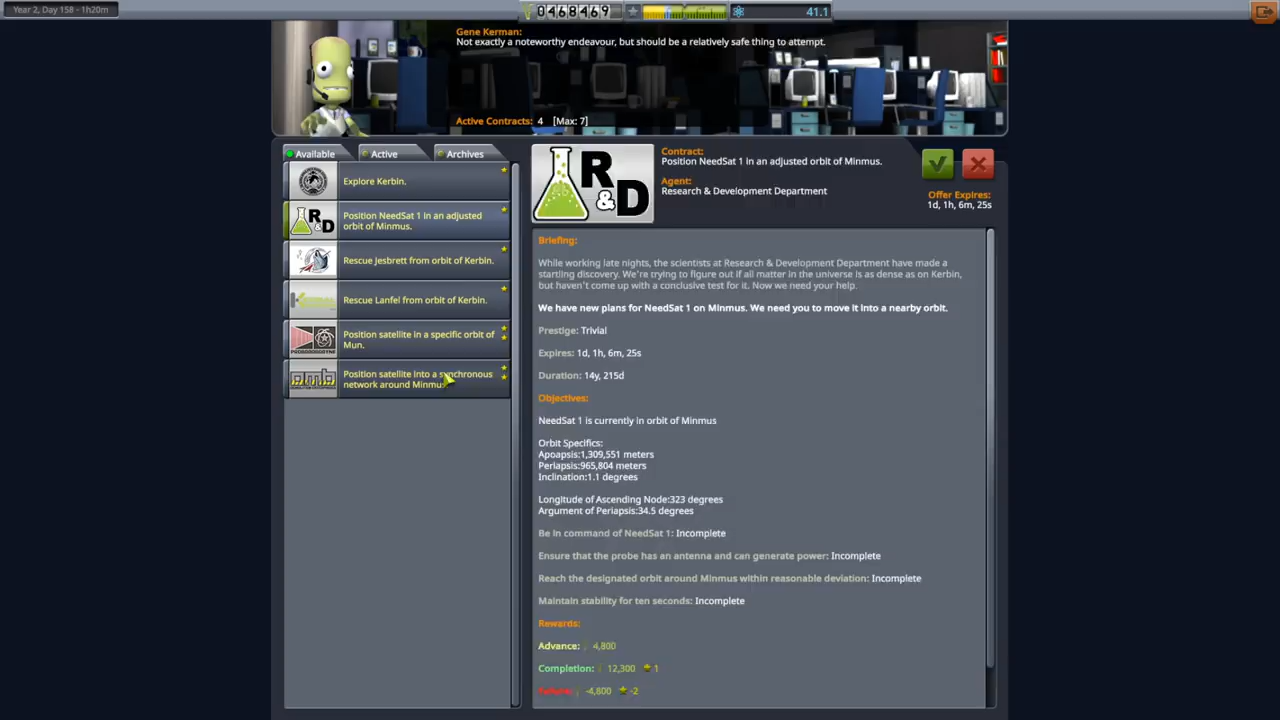 Year 2, Day 158 - 1h20m
0468469
41.1
Gene Kerman:
Not exactly a noteworthy endeavour, but should be a relatively safe thing to attempt.
Active Contracts: 4 [Max: 7]
Available
Active
Archives
Explore Kerbin.
R&D
Position NeedSat 1 in an adjusted
orbit of Minmus.
Rescue Jesbrett from orbit of Kerbin.
Rescue Lanfel from orbit of Kerbin.
Position satellite in a specific orbit of
Mun.
Position satellite into a synchronous
network around Minmus.
R&D
Contract:
Position NeedSat 1 in an adjusted orbit of Minmus.
Agent:
Research & Development Department
Offer Expires:
1d, 1h, 6m, 25s
Briefing:
While working late nights, the scientists at Research & Development Department have made a
startling discovery. We're trying to figure out if all matter in the universe is as dense as on Kerbin,
but haven't come up with a conclusive test for it. Now we need your help.
We have new plans for NeedSat 1 on Minmus. We need you to move it into a nearby orbit.
Prestige: Trivial
Expires: 1d, 1h, 6m, 25s
Duration: 14y, 215d
Objectives:
NeedSat 1 is currently in orbit of Minmus
Orbit Specifics:
Apoapsis:1,309,551 meters
Periapsis:965,804 meters
Inclination:1.1 degrees
Longitude of Ascending Node:323 degrees
Argument of Periapsis:34.5 degrees
Be in command of NeedSat 1: Incomplete
Ensure that the probe has an antenna and can generate power: Incomplete
Reach the designated orbit around Minmus within reasonable deviation: Incomplete
Maintain stability for ten seconds: Incomplete
Rewards:
Advance: 4,800
Completion: 12,300 1
Failure: -4,800 -2